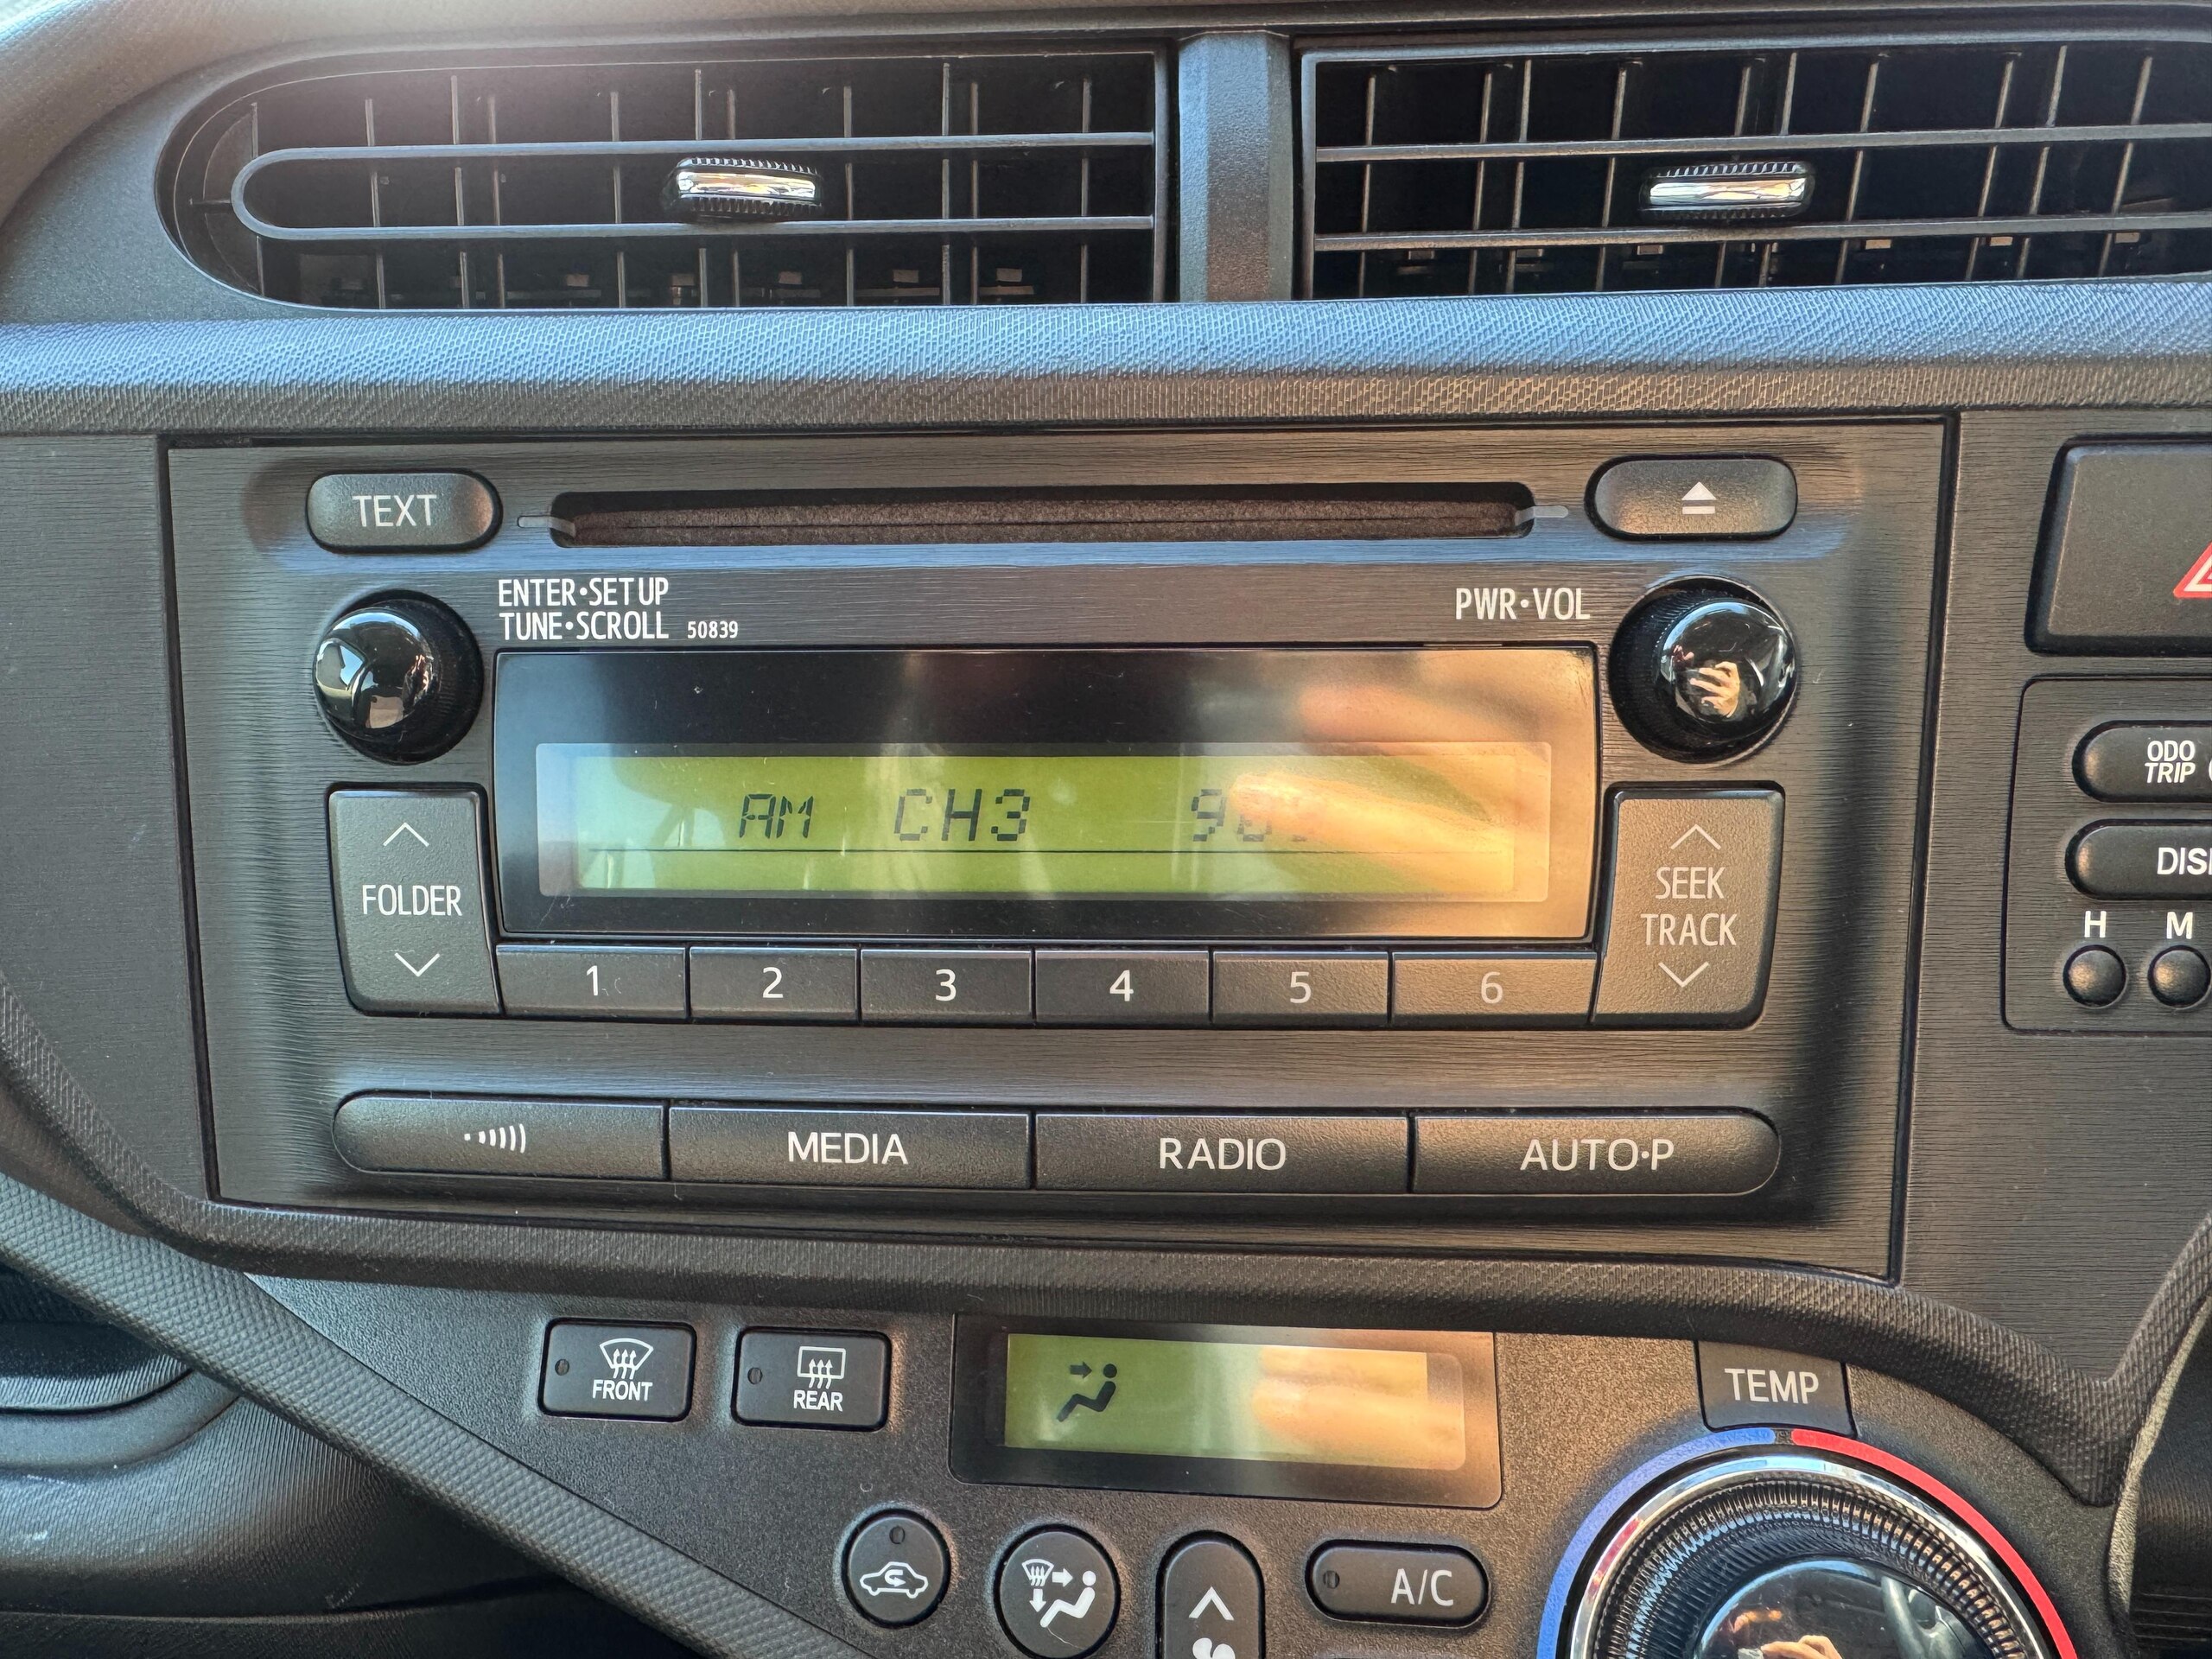 TEXT
ENTER•SETUP
TUNE•SCROLL 50839
PWR•VOL
AM CH3
FOLDER
SEEK
TRACK
1 2 3 4 5 6
MEDIA RADIO AUTO•P
ODO
TRIP
H M
FRONT
REAR
TEMP
A/C